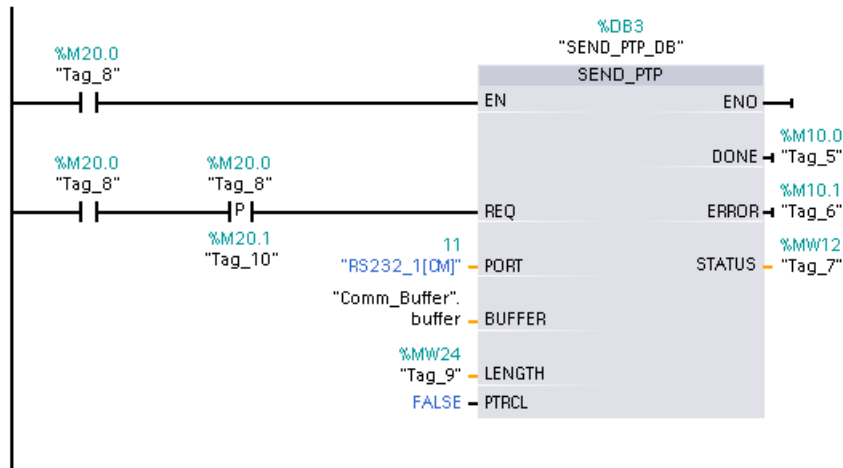 %DB3
"SEND_PTP_DB"
SEND_PTP
%M20.0
"Tag_8"
EN
ENO
%M10.0
DONE
"Tag_5"
%M20.0
"Tag_8"
%M20.0
"Tag_8"
P
%M20.1
"Tag_10"
REQ
%M10.1
ERROR
"Tag_6"
11
"RS232_1[CM]"
PORT
%MW12
STATUS
"Tag_7"
"Comm_Buffer".
buffer
BUFFER
%MW24
"Tag_9"
LENGTH
FALSE
PTRCL